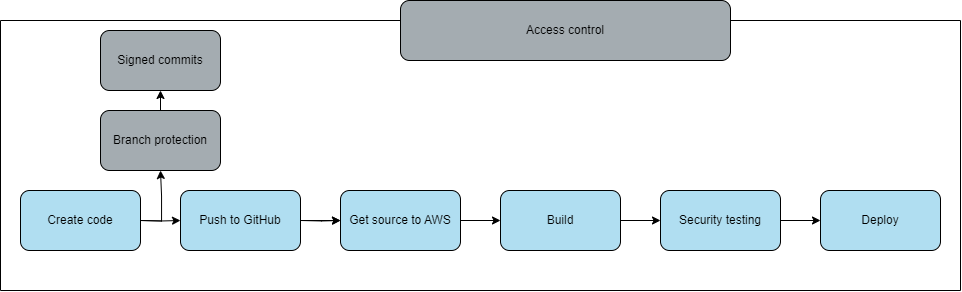 Access control
Signed commits
Branch protection
Create code
Push to GitHub
Get source to AWS
Build
Security testing
Deploy